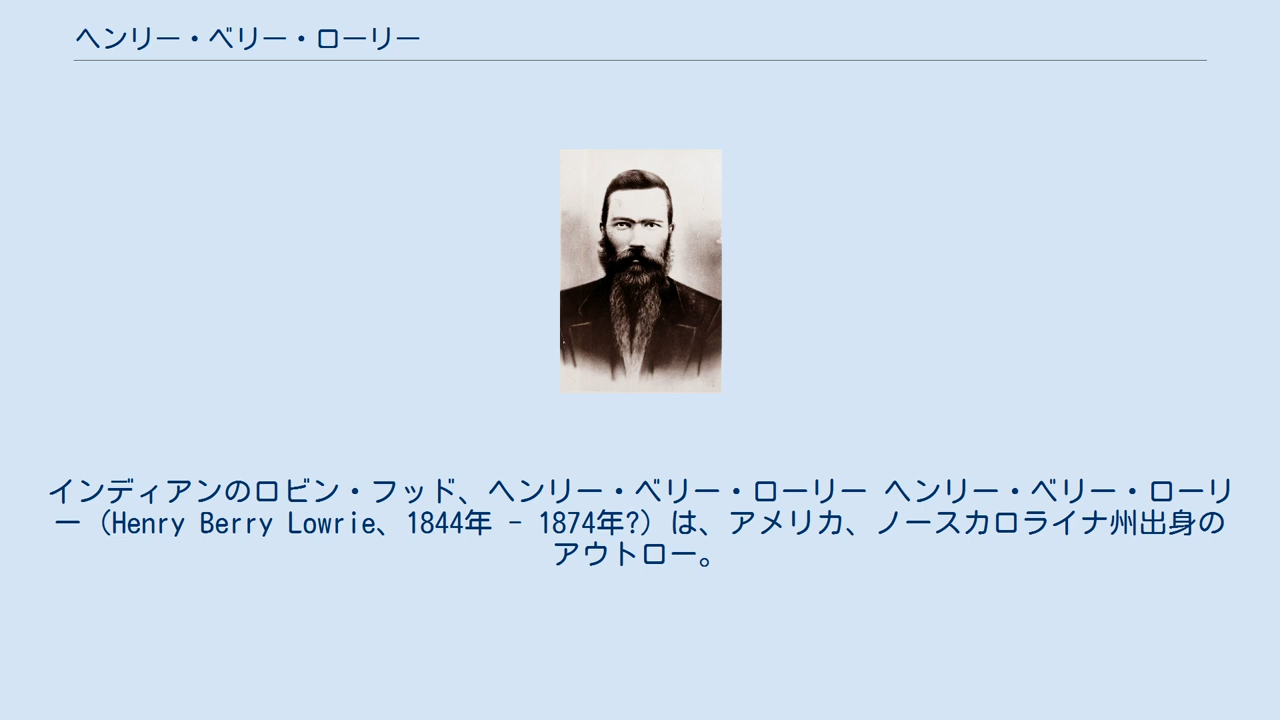 ヘンリー・ベリー・ローリー
インディアンのロビン・フッド、ヘンリー・ベリー・ローリー ヘンリー・ベリー・ローリ
ー（Henry Berry Lowrie、1844年 - 1874年?）は、アメリカ、ノースカロライナ州出身の
アウトロー。